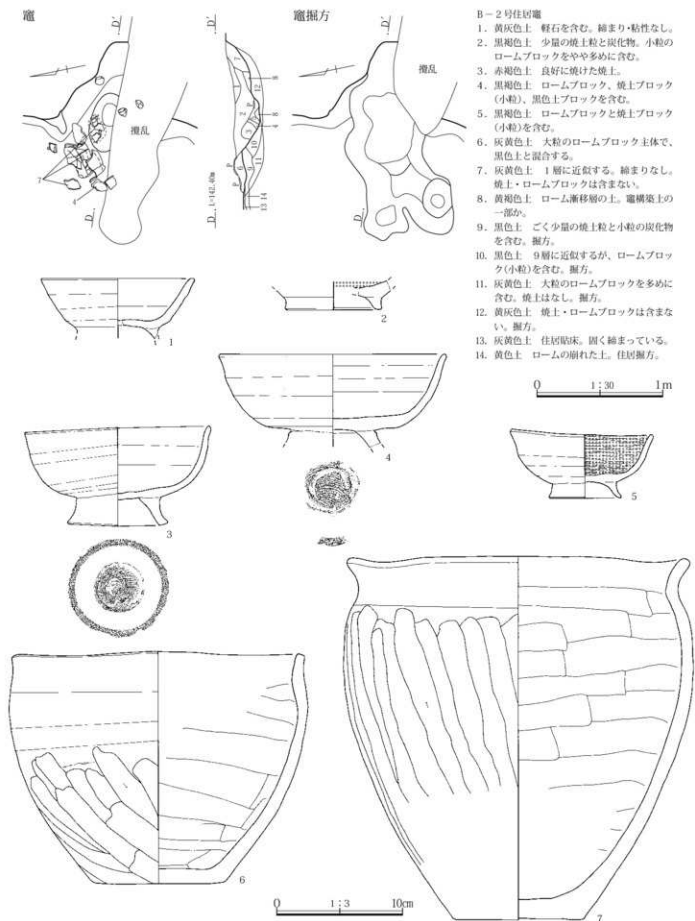 竈
竈掘方
D′
D′
D′
撹乱
撹乱
7
4
D
D
D
L=142.40m
7
8
12
1
2
P
3
8
4
10
9
11
6
P
P
13 14
B－2号住居竈
1. 黄灰色土 軽石を含む。締まり・粘性なし。
2. 黒褐色土 少量の焼土粒と炭化物。小粒の
ロームブロックをやや多めに含む。
3. 赤褐色土 良好に焼けた焼土。
4. 黒褐色土 ロームブロック、焼土ブロック
(小粒)、黒色土ブロックを含む。
5. 黒褐色土 ロームブロックと焼土ブロック
(小粒)を含む。
6. 灰黄色土 大粒のロームブロック主体で、
黒色土と混合する。
7. 灰黄色土 1層に近似する。締まりなし。
焼土・ロームブロックは含まない。
8. 黄褐色土 ローム漸移層の土。竈構築土の
一部か。
9. 黒色土 ごく少量の焼土粒と小粒の炭化物
を含む。掘方。
10. 黒色土 9層に近似するが、ロームブロッ
ク(小粒)を含む。掘方。
11. 灰黄色土 大粒のロームブロックを多めに
含む。焼土はなし。掘方。
12. 黄灰色土 焼土・ロームブロックは含まな
い。掘方。
13. 灰黄色土 住居貼床。固く締まっている。
14. 黄色土 ロームの崩れた土。住居掘方。
0 1:30 1m
1
2
3
4
5
6
7
0 1:3 10cm